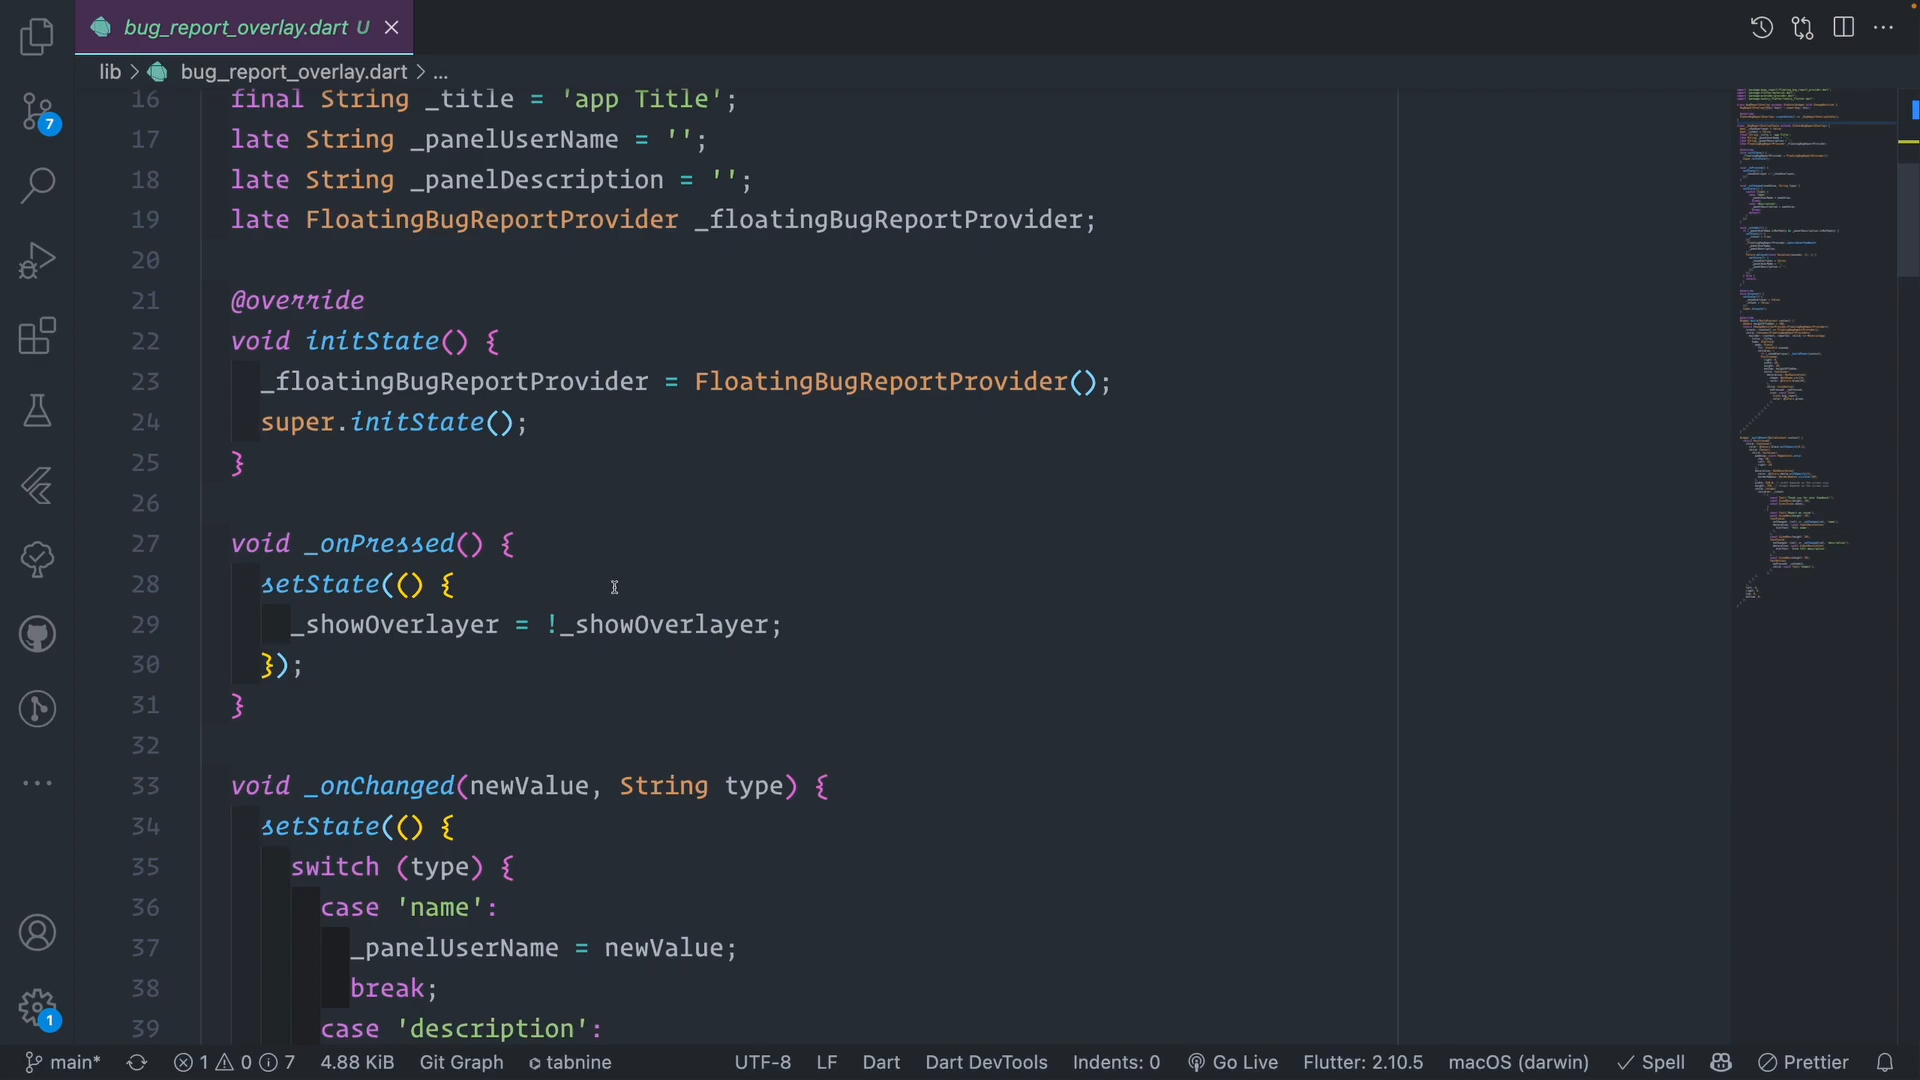 bug_report_overlay.dart U
lib > bug_report_overlay.dart > ...
16 final String _title = 'app Title';
17 late String _panelUserName = '';
18 late String _panelDescription = '';
19 late FloatingBugReportProvider _floatingBugReportProvider;
20
21 @override
22 void initState() {
23 _floatingBugReportProvider = FloatingBugReportProvider();
24 super.initState();
25 }
26
27 void _onPressed() {
28 setState(() {
29 _showOverlayer = !_showOverlayer;
30 });
31 }
32
33 void _onChanged(newValue, String type) {
34 setState(() {
35 switch (type) {
36 case 'name':
37 _panelUserName = newValue;
38 break;
39 case 'description':
7
1
main* 1 0 7 4.88 KiB Git Graph tabnine UTF-8 LF Dart Dart DevTools Indents: 0 Go Live Flutter: 2.10.5 macOS (darwin) Spell Prettier